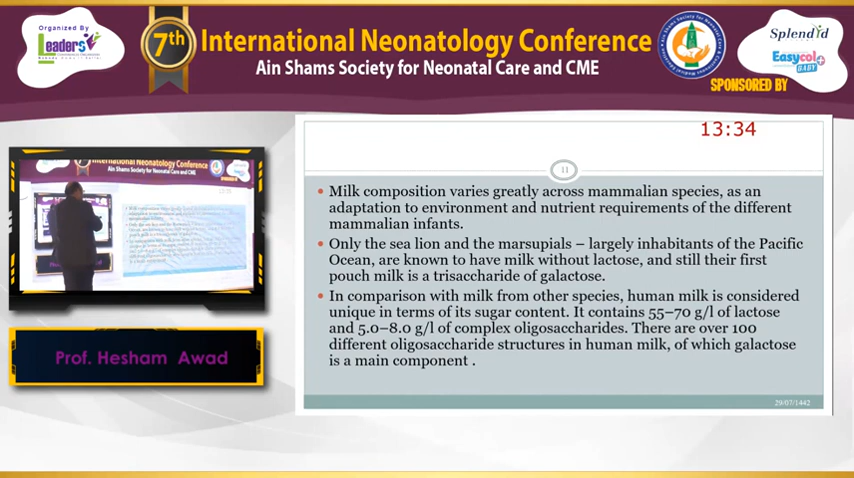 Organized By
Leaders
7th
International Neonatology Conference
Ain Shams Society for Neonatal Care and CME
SPONSORED BY
Splendid
Easycol+
BABY
13:34
11
• Milk composition varies greatly across mammalian species, as an
adaptation to environment and nutrient requirements of the different
mammalian infants.
• Only the sea lion and the marsupials – largely inhabitants of the Pacific
Ocean, are known to have milk without lactose, and still their first
pouch milk is a trisaccharide of galactose.
• In comparison with milk from other species, human milk is considered
unique in terms of its sugar content. It contains 55–70 g/l of lactose
and 5.0–8.0 g/l of complex oligosaccharides. There are over 100
different oligosaccharide structures in human milk, of which galactose
is a main component .
29/07/1442
International Neonatology Conference
Ain Shams Society for Neonatal Care and CME
Prof. Hesham Awad